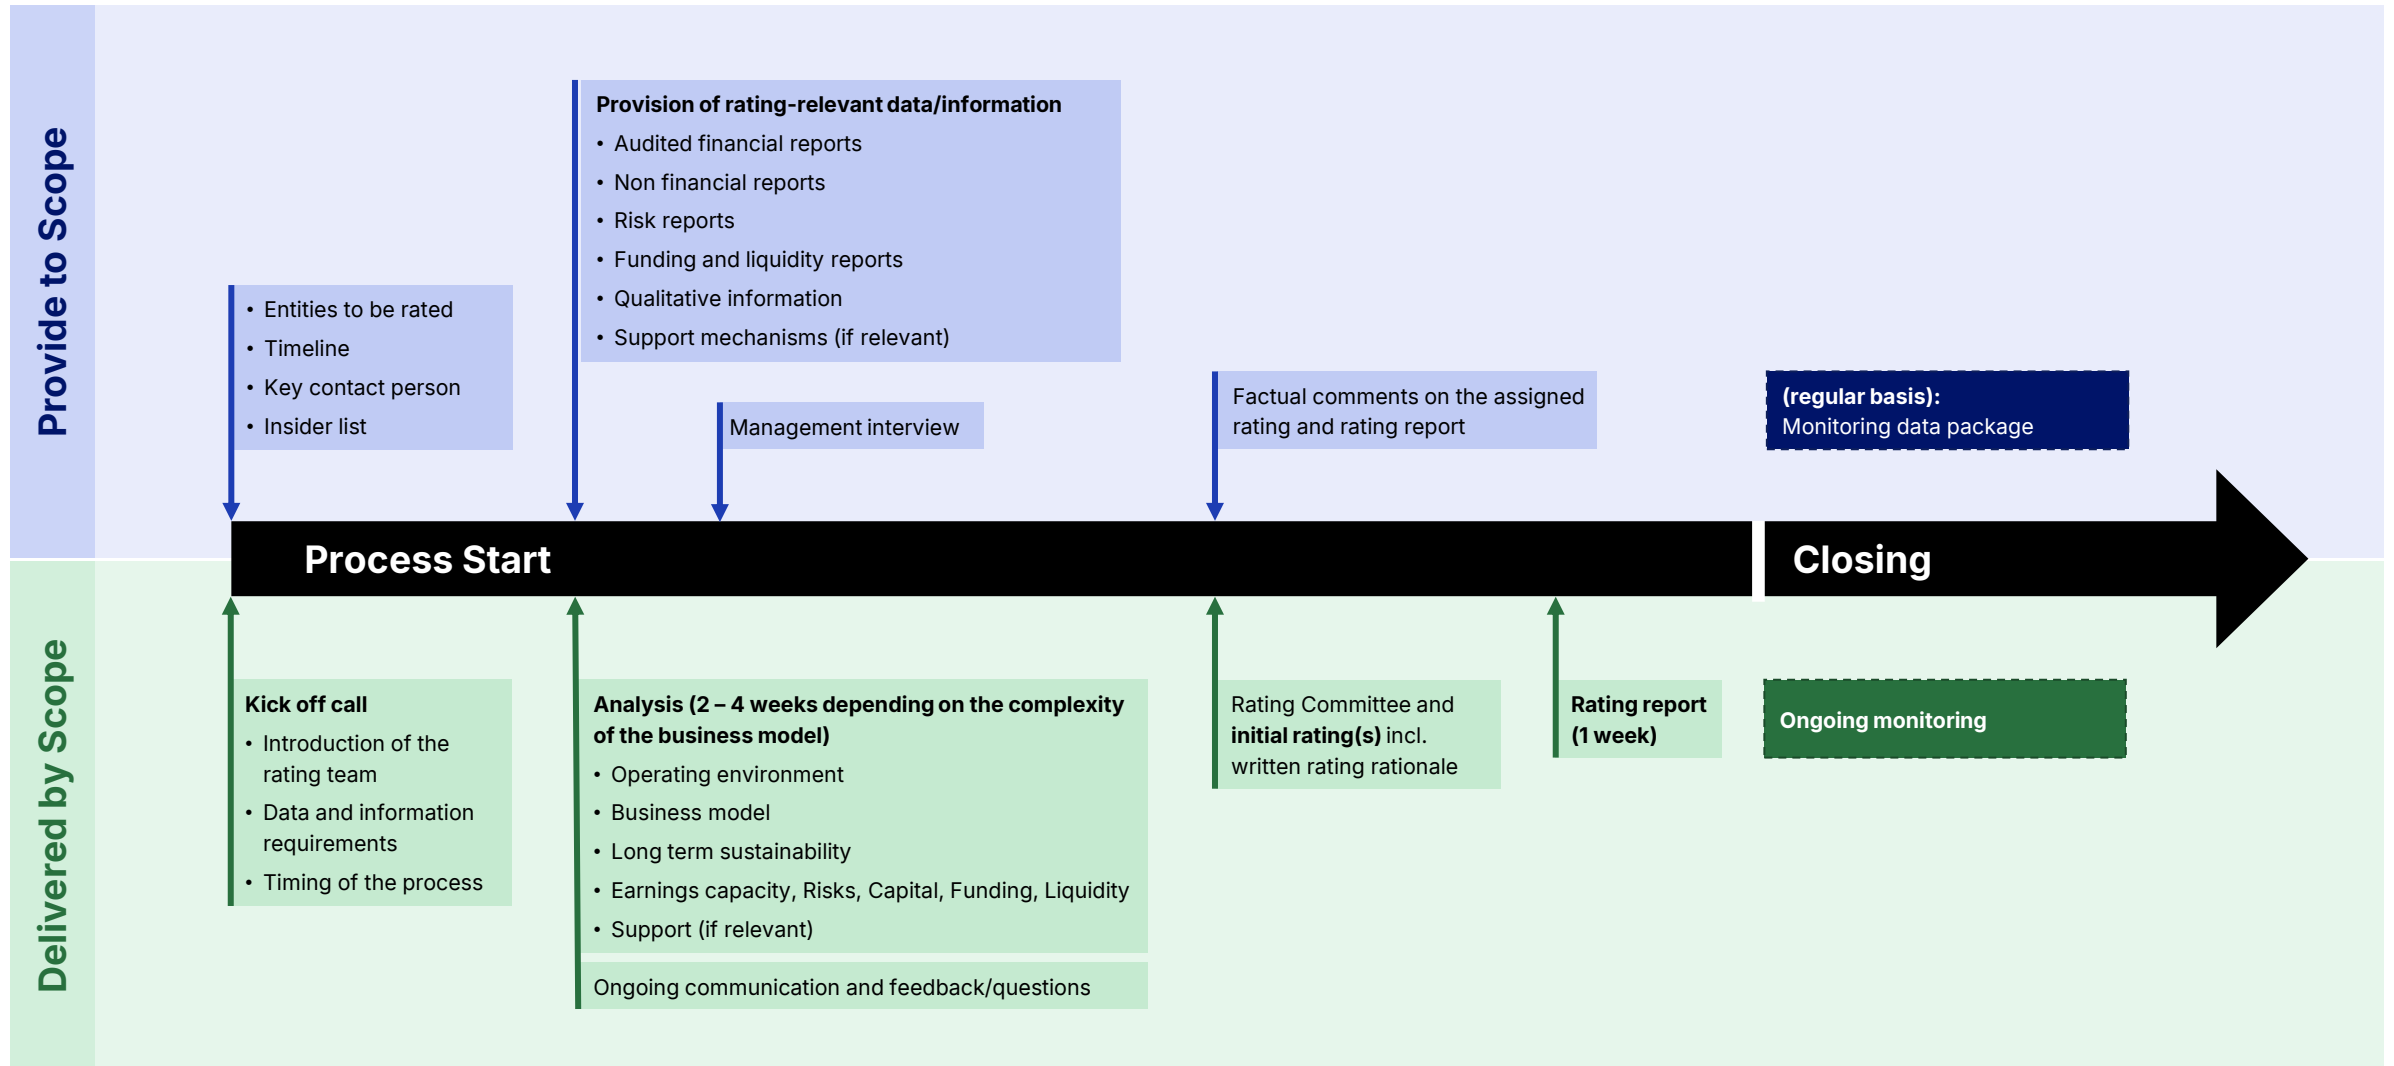 Provide to Scope
Provision of rating-relevant data/information
• Audited financial reports
• Non financial reports
• Risk reports
• Funding and liquidity reports
• Qualitative information
• Support mechanisms (if relevant)
• Entities to be rated
• Timeline
• Key contact person
• Insider list
Management interview
Factual comments on the assigned
rating and rating report
(regular basis):
Monitoring data package
Process Start
Closing
Delivered by Scope
Kick off call
• Introduction of the
rating team
• Data and information
requirements
• Timing of the process
Analysis (2 – 4 weeks depending on the complexity
of the business model)
• Operating environment
• Business model
• Long term sustainability
• Earnings capacity, Risks, Capital, Funding, Liquidity
• Support (if relevant)
Ongoing communication and feedback/questions
Rating Committee and
initial rating(s) incl.
written rating rationale
Rating report
(1 week)
Ongoing monitoring